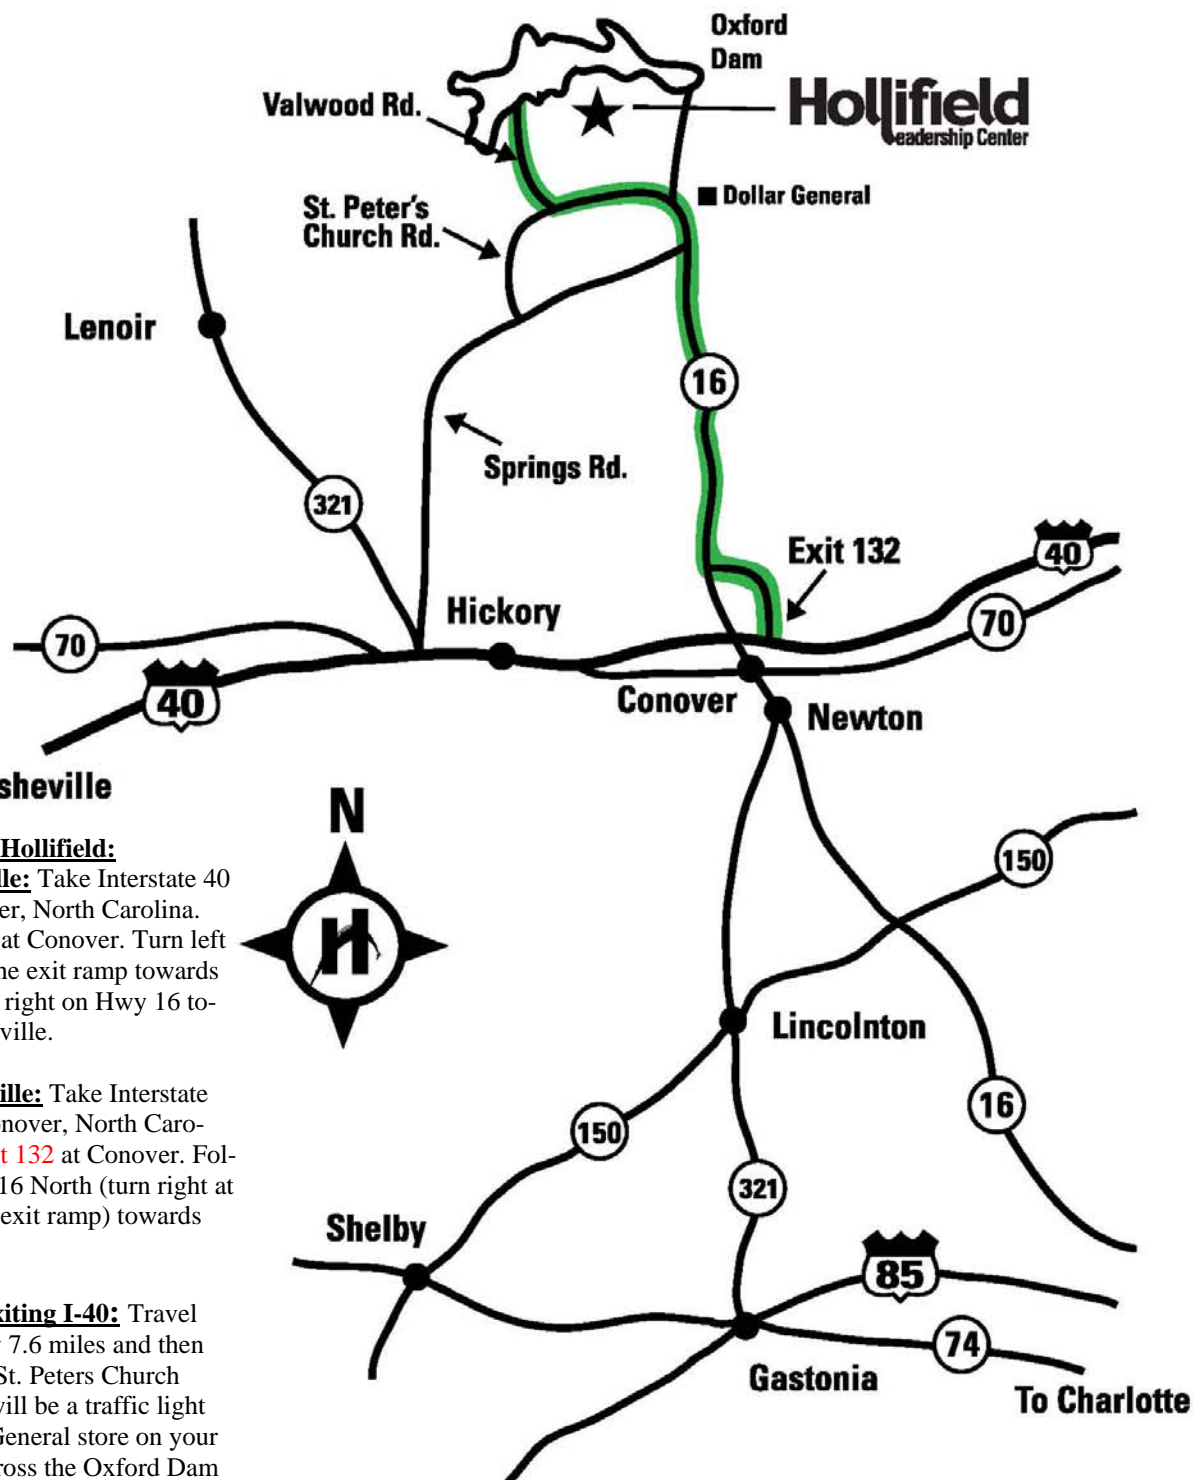 Oxford
Dam
Hollifield
Leadership Center
Valwood Rd.
Dollar General
St. Peter's
Church Rd.
Lenoir
16
Springs Rd.
321
Exit 132
40
Hickory
70
70
40
Conover
Newton
sheville
N
H
150
Hollifield:
lle: Take Interstate 40
er, North Carolina.
at Conover. Turn left
he exit ramp towards
right on Hwy 16 to-
ville.
Lincolnton
ville: Take Interstate
onover, North Caro-
t 132 at Conover. Fol-
16 North (turn right at
exit ramp) towards
16
150
321
Shelby
85
xiting I-40: Travel
y 7.6 miles and then
St. Peters Church
will be a traffic light
General store on your
ross the Oxford Dam
74
Gastonia
To Charlotte